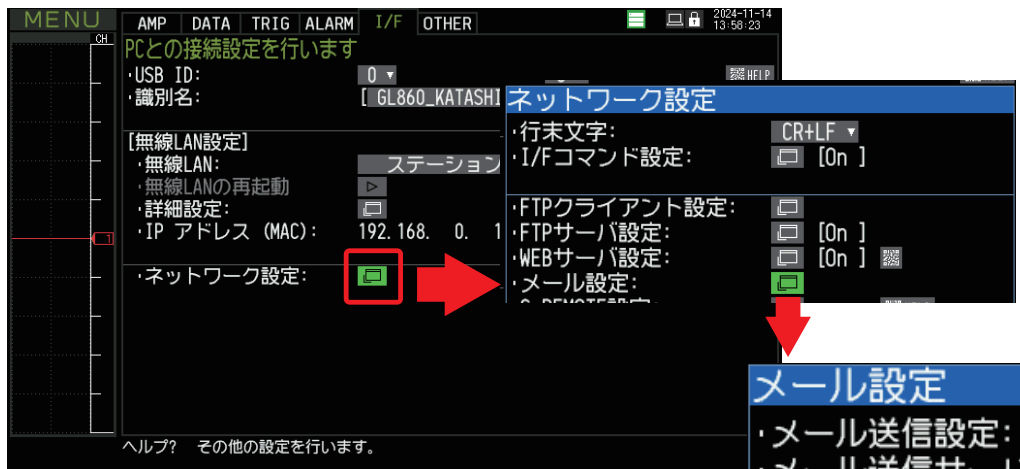 MENU
AMP DATA TRIG ALARM I/F OTHER
2024-11-14
13:58:23
CH
PCとの接続設定を行います
・USB ID: 0
HELP
・識別名: [ GL860_KATASHI
[無線LAN設定]
・無線LAN: ステーション
・無線LANの再起動
・詳細設定:
・IP アドレス (MAC): 192.168. 0. 1
1
・ネットワーク設定:
ヘルプ? その他の設定を行います。
ネットワーク設定
・行末文字: CR+LF
・I/Fコマンド設定: [On ]
・FTPクライアント設定:
・FTPサーバ設定: [On ]
・WEBサーバ設定: [On ]
・メール設定:
メール設定
・メール送信設定: